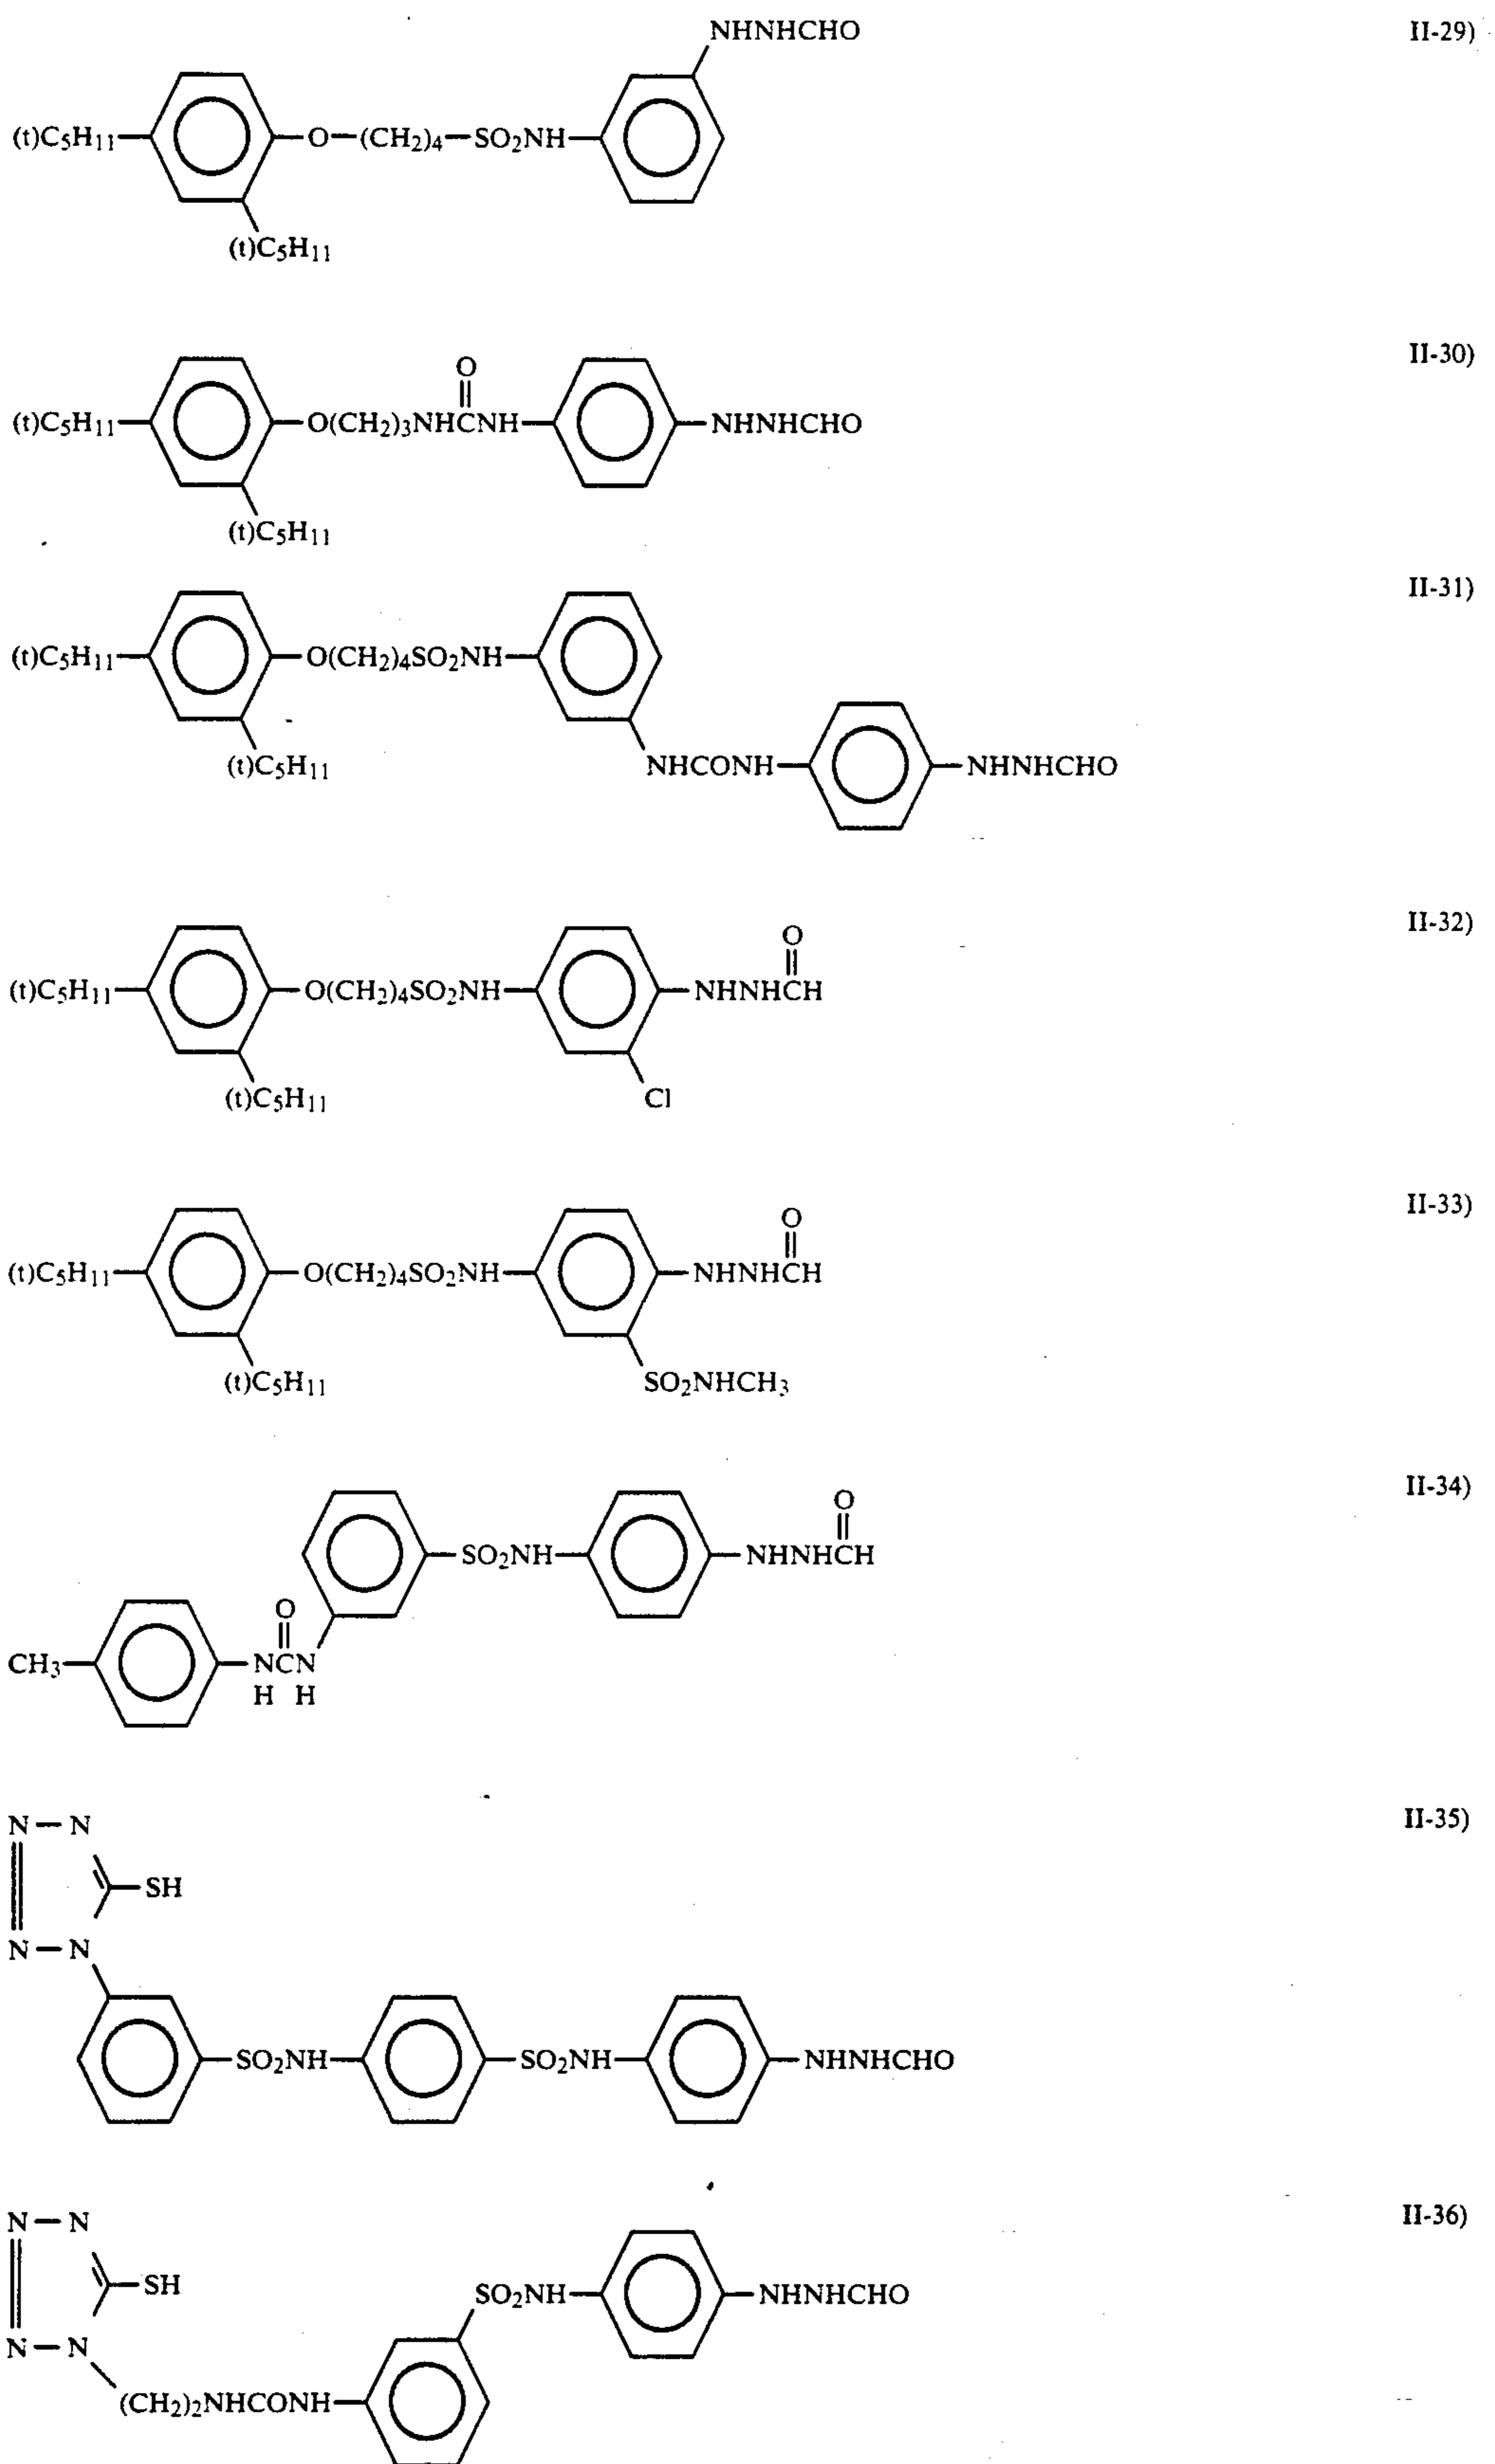 NHNHCHO II-29)
(t)C5H11 O (CH2)4 SO2NH
(t)C5H11
O II-30)
(t)C5H11 O(CH2)3NHCNH NHNHCHO
(t)C5H11
II-31)
(t)C5H11 O(CH2)4SO2NH
(t)C5H11 NHCONH NHNHCHO
O II-32)
(t)C5H11 O(CH2)4SO2NH NHNHCH
(t)C5H11 Cl
O II-33)
(t)C5H11 O(CH2)4SO2NH NHNHCH
(t)C5H11 SO2NHCH3
O II-34)
SO2NH NHNHCH
O
CH3 NCN
H H
N N II-35)
SH
N N
SO2NH SO2NH NHNHCHO
N N II-36)
SH SO2NH NHNHCHO
N N
(CH2)2NHCONH